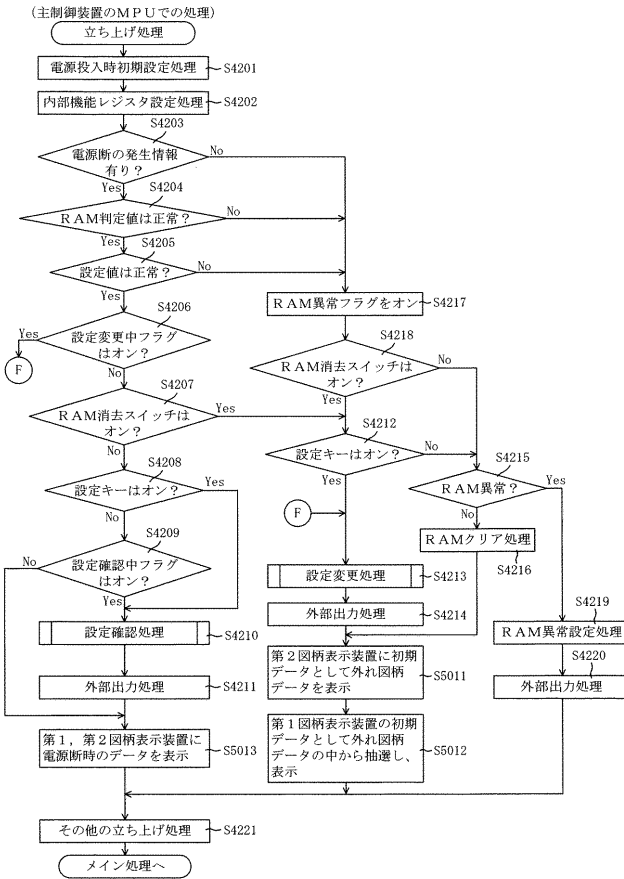 (主制御装置のMPUでの処理)
立ち上げ処理
電源投入時初期設定処理
S4201
内部機能レジスタ設定処理
S4202
S4203
電源断の発生情報
有り?
No
Yes
S4204
RAM判定値は正常?
No
Yes
S4205
設定値は正常?
No
Yes
S4206
設定変更中フラグ
はオン?
Yes
F
No
S4207
RAM消去スイッチは
オン?
Yes
No
S4208
設定キーはオン?
Yes
No
S4209
設定確認中フラグ
はオン?
No
Yes
設定確認処理
S4210
外部出力処理
S4211
第1,第2図柄表示装置に
電源断時のデータを表示
S5013
RAM異常フラグをオン
S4217
S4218
RAM消去スイッチは
オン?
No
Yes
S4212
設定キーはオン?
No
Yes
F
設定変更処理
S4213
外部出力処理
S4214
第2図柄表示装置に初期
データとして外れ図柄
データを表示
S5011
第1図柄表示装置の初期
データとして外れ図柄
データの中から抽選し、
表示
S5012
S4215
RAM異常?
Yes
No
RAMクリア処理
S4216
S4219
RAM異常設定処理
S4220
外部出力処理
その他の立ち上げ処理
S4221
メイン処理へ